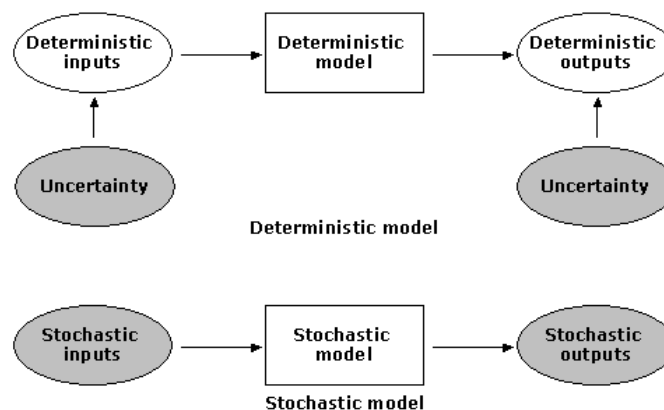 Deterministic
inputs
Deterministic
model
Deterministic
outputs
Uncertainty
Uncertainty
Deterministic model
Stochastic
inputs
Stochastic
model
Stochastic
outputs
Stochastic model